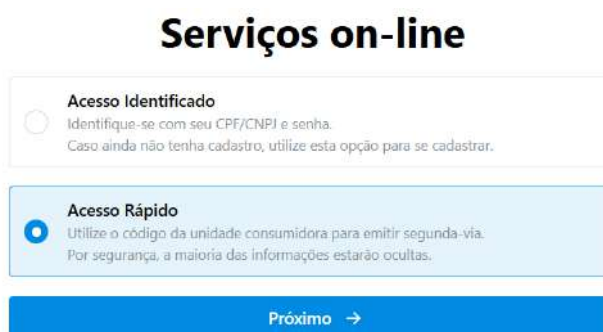 Serviços on-line
Acesso Identificado
Identifique-se com seu CPF/CNPJ e senha.
Caso ainda não tenha cadastro, utilize esta opção para se cadastrar.
Acesso Rápido
Utilize o código da unidade consumidora para emitir segunda-via.
Por segurança, a maioria das informações estarão ocultas.
Próximo →